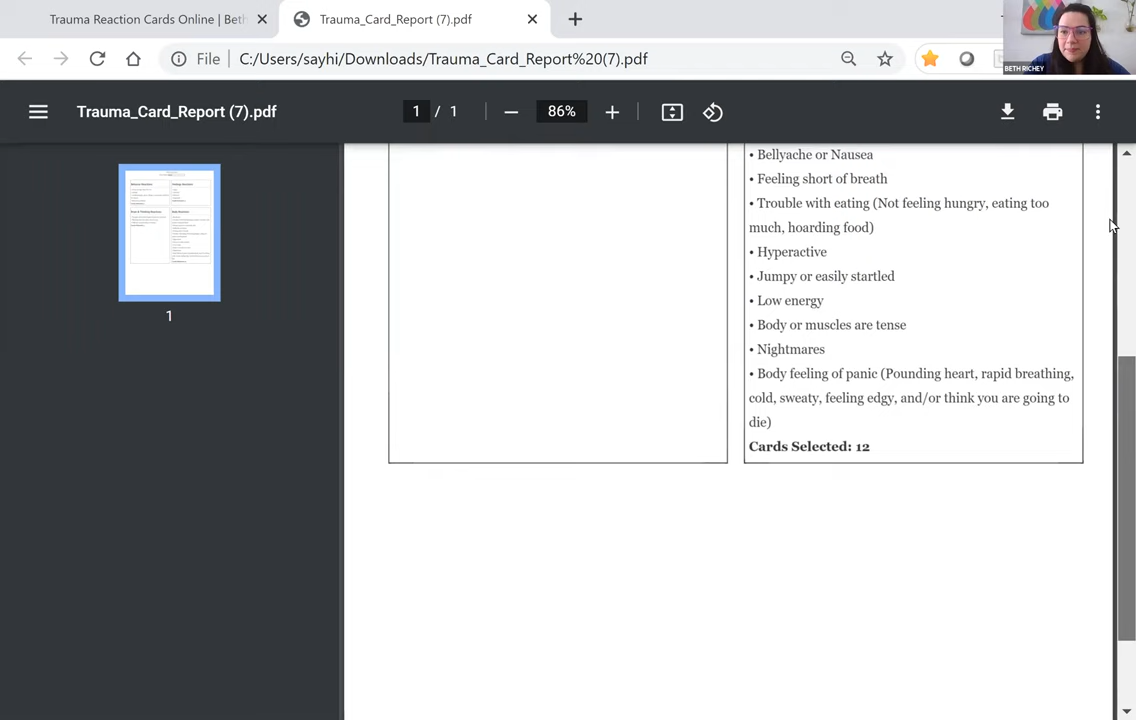 Trauma Reaction Cards Online | Beth
Trauma_Card_Report (7).pdf
BETH RICHEY
File
C:/Users/sayhi/Downloads/Trauma_Card_Report%20(7).pdf
Trauma_Card_Report (7).pdf
1 / 1
86%
1
• Bellyache or Nausea
• Feeling short of breath
• Trouble with eating (Not feeling hungry, eating too
much, hoarding food)
• Hyperactive
• Jumpy or easily startled
• Low energy
• Body or muscles are tense
• Nightmares
• Body feeling of panic (Pounding heart, rapid breathing,
cold, sweaty, feeling edgy, and/or think you are going to
die)
Cards Selected: 12